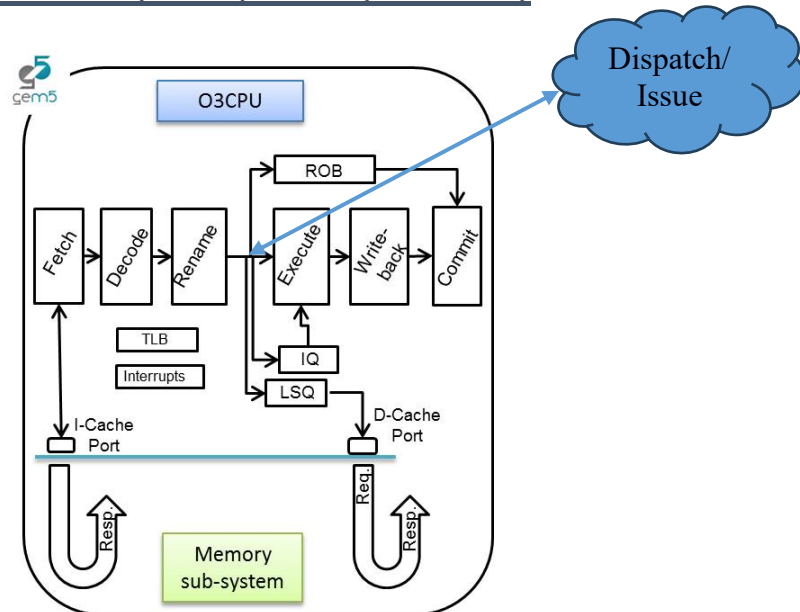 gem5
O3CPU
Dispatch/
Issue
ROB
Fetch
Decode
Rename
Execute
Write-
back
Commit
TLB
Interrupts
IQ
LSQ
I-Cache
Port
D-Cache
Port
Resp.
Req.
Resp.
Memory
sub-system